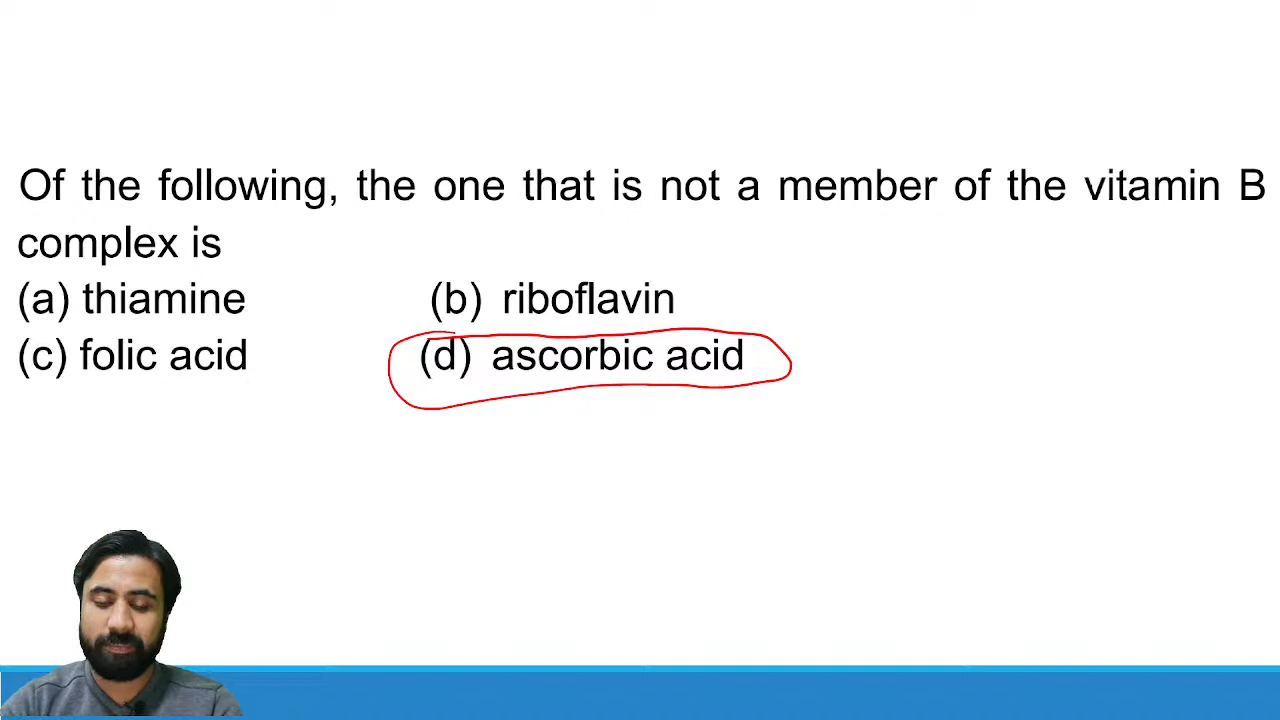 Of the following, the one that is not a member of the vitamin B
complex is
(a) thiamine (b) riboflavin
(c) folic acid (d) ascorbic acid